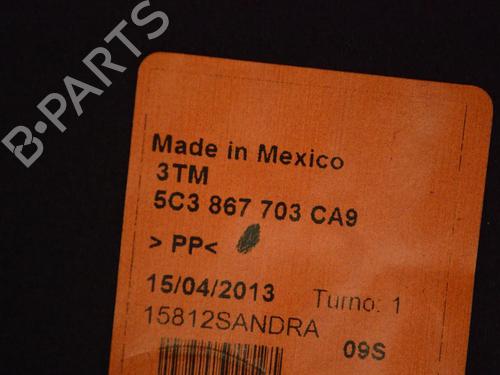 B-PARTS
Made in Mexico
3TM
5C3 867 703 CA9
> PP<
15/04/2013 Turno: 1
15812SANDRA
09S